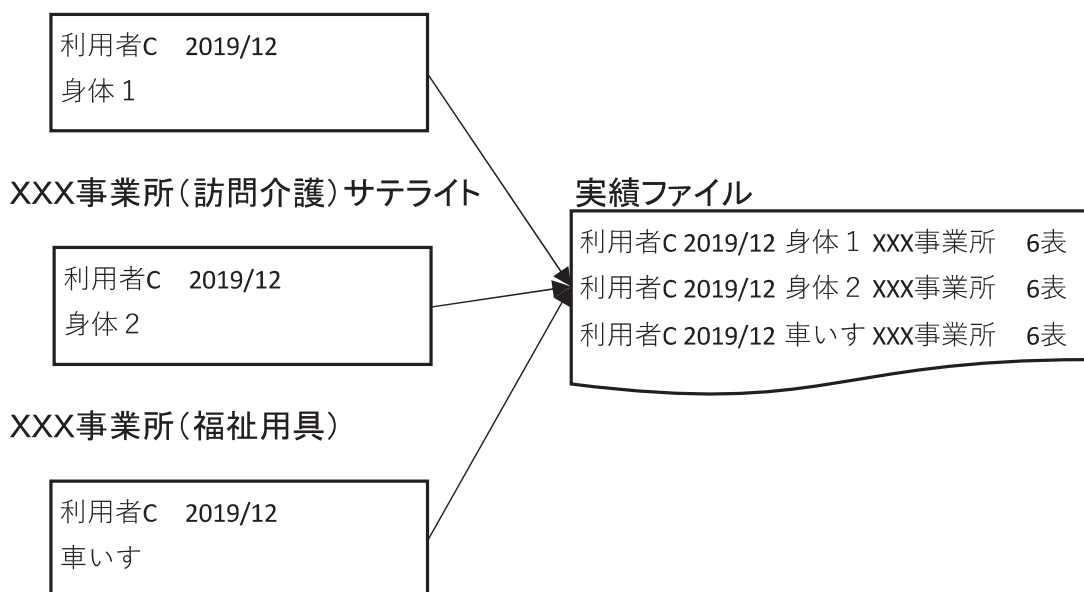 利用者C 2019/12
身体１
XXX事業所（訪問介護）サテライト
利用者C 2019/12
身体２
XXX事業所（福祉用具）
利用者C 2019/12
車いす
実績ファイル
利用者C 2019/12 身体１ XXX事業所 6表
利用者C 2019/12 身体２ XXX事業所 6表
利用者C 2019/12 車いす XXX事業所 6表